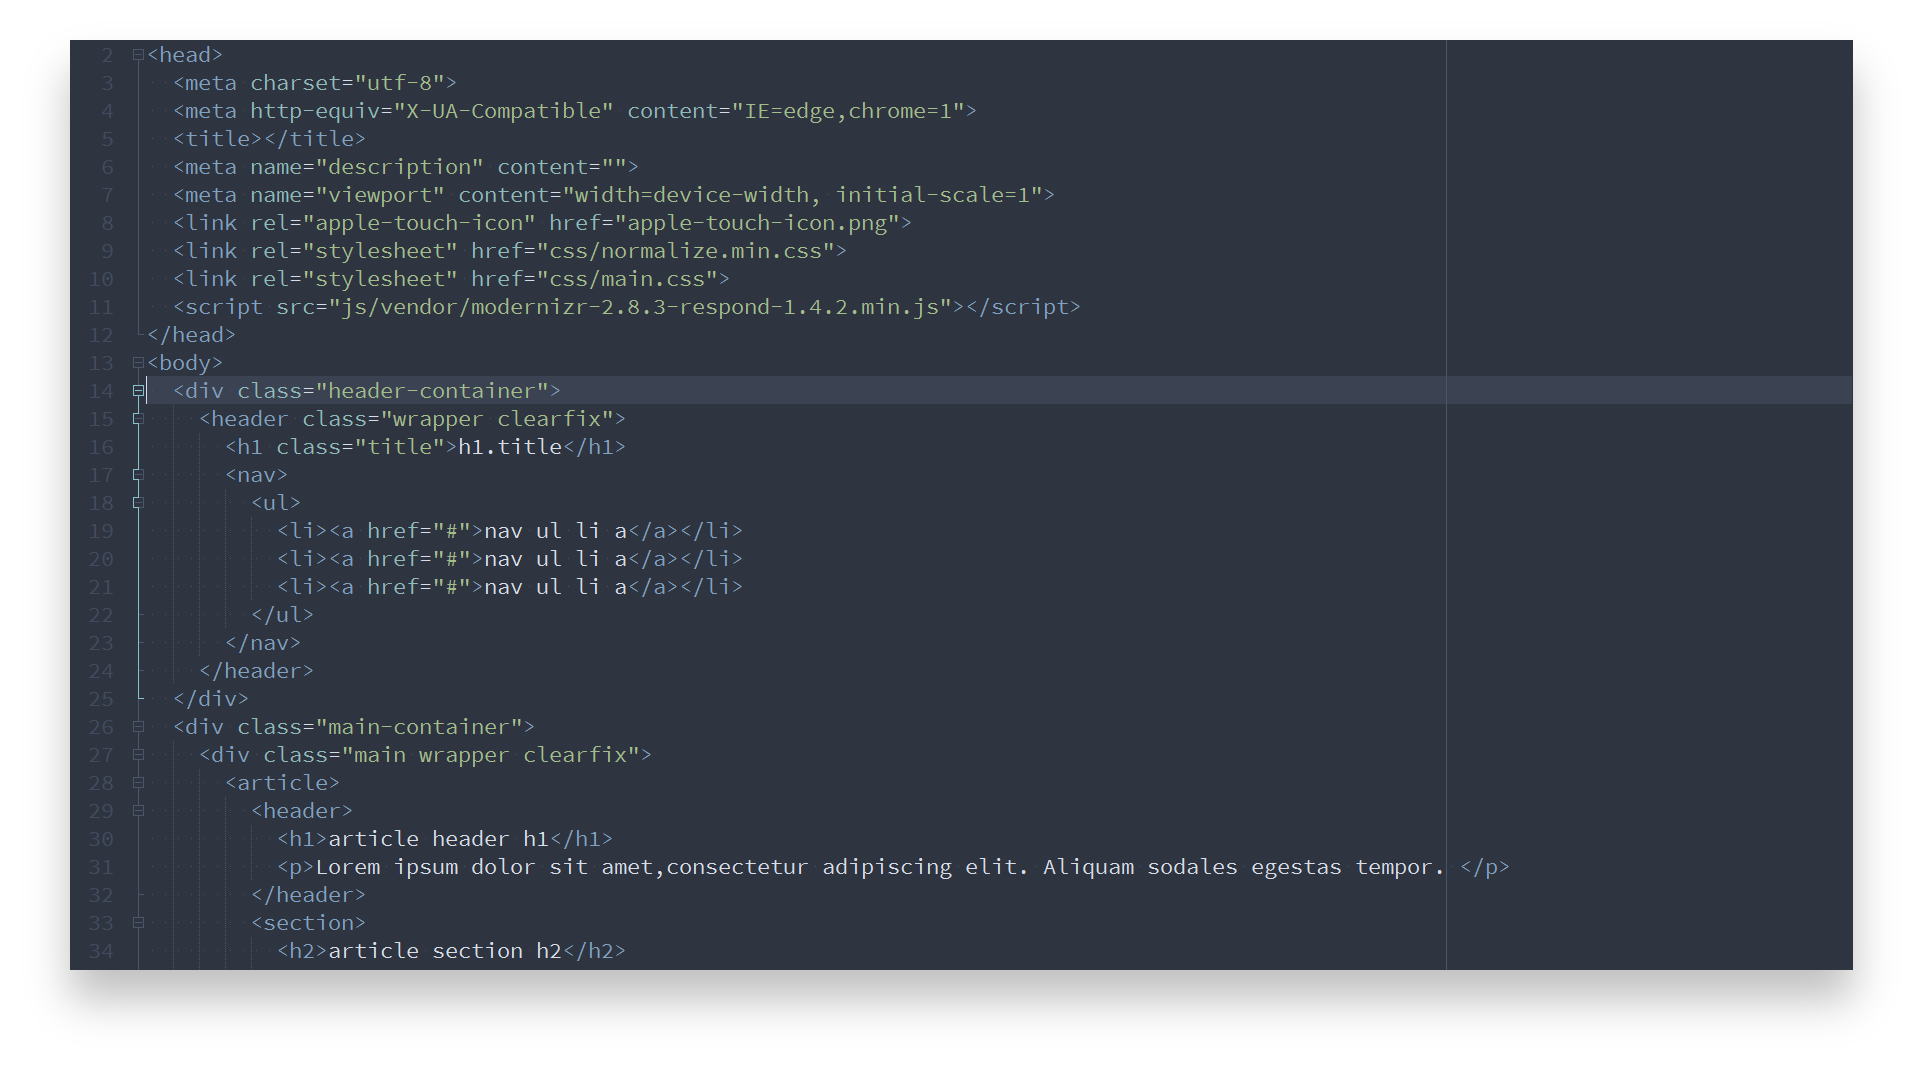 2 <head>
3   <meta charset="utf-8">
4   <meta http-equiv="X-UA-Compatible" content="IE=edge,chrome=1">
5   <title></title>
6   <meta name="description" content="">
7   <meta name="viewport" content="width=device-width, initial-scale=1">
8   <link rel="apple-touch-icon" href="apple-touch-icon.png">
9   <link rel="stylesheet" href="css/normalize.min.css">
10   <link rel="stylesheet" href="css/main.css">
11   <script src="js/vendor/modernizr-2.8.3-respond-1.4.2.min.js"></script>
12 </head>
13 <body>
14   <div class="header-container">
15     <header class="wrapper clearfix">
16       <h1 class="title">h1.title</h1>
17       <nav>
18         <ul>
19           <li><a href="#">nav ul li a</a></li>
20           <li><a href="#">nav ul li a</a></li>
21           <li><a href="#">nav ul li a</a></li>
22         </ul>
23       </nav>
24     </header>
25   </div>
26   <div class="main-container">
27     <div class="main wrapper clearfix">
28       <article>
29         <header>
30           <h1>article header h1</h1>
31           <p>Lorem ipsum dolor sit amet,consectetur adipiscing elit. Aliquam sodales egestas tempor. </p>
32         </header>
33         <section>
34           <h2>article section h2</h2>